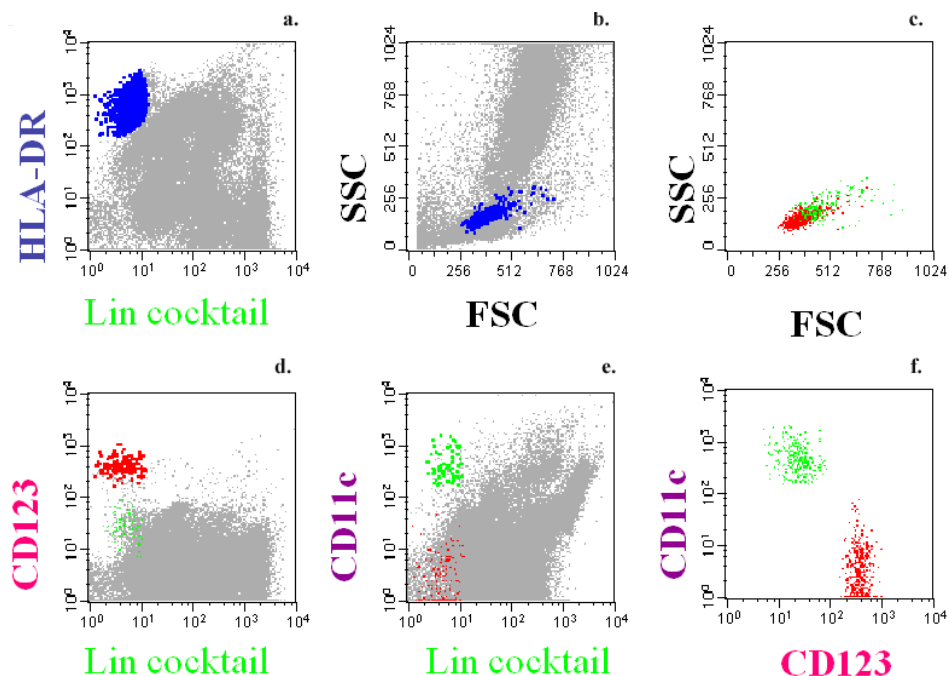 a.
10⁴
10³
10²
10¹
10⁰
HLA-DR
10⁰ 10¹ 10² 10³ 10⁴
Lin cocktail
b.
1024
768
512
256
0
SSC
0 256 512 768 1024
FSC
c.
1024
768
512
256
0
SSC
0 256 512 768 1024
FSC
d.
10⁴
10³
10²
10¹
10⁰
CD123
10⁰ 10¹ 10² 10³ 10⁴
Lin cocktail
e.
10⁴
10³
10²
10¹
10⁰
CD11c
10⁰ 10¹ 10² 10³ 10⁴
Lin cocktail
f.
10⁴
10³
10²
10¹
10⁰
CD11c
10⁰ 10¹ 10² 10³ 10⁴
CD123